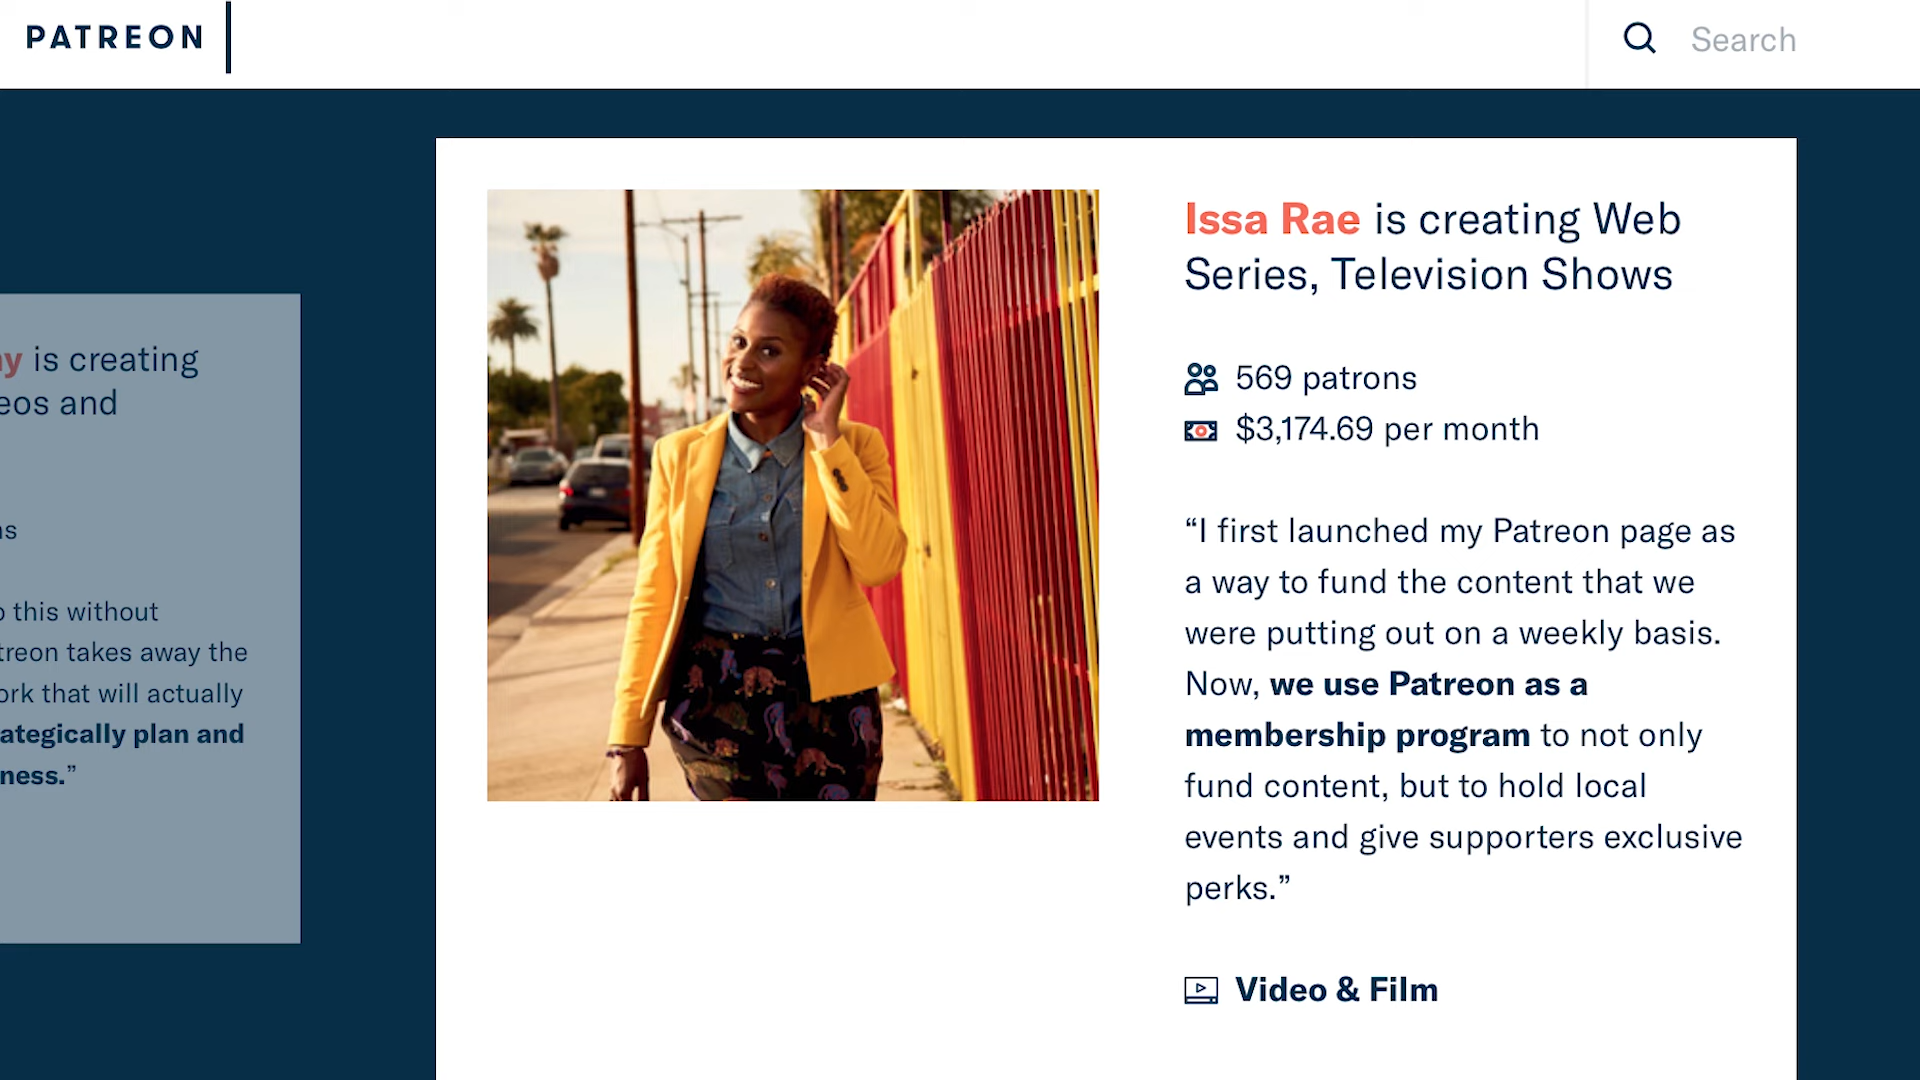 PATREON
Search
ny is creating
eos and
ns
o this without
treon takes away the
ork that will actually
ategically plan and
ness.”
Issa Rae is creating Web
Series, Television Shows
569 patrons
$3,174.69 per month
“I first launched my Patreon page as
a way to fund the content that we
were putting out on a weekly basis.
Now, we use Patreon as a
membership program to not only
fund content, but to hold local
events and give supporters exclusive
perks.”
Video & Film